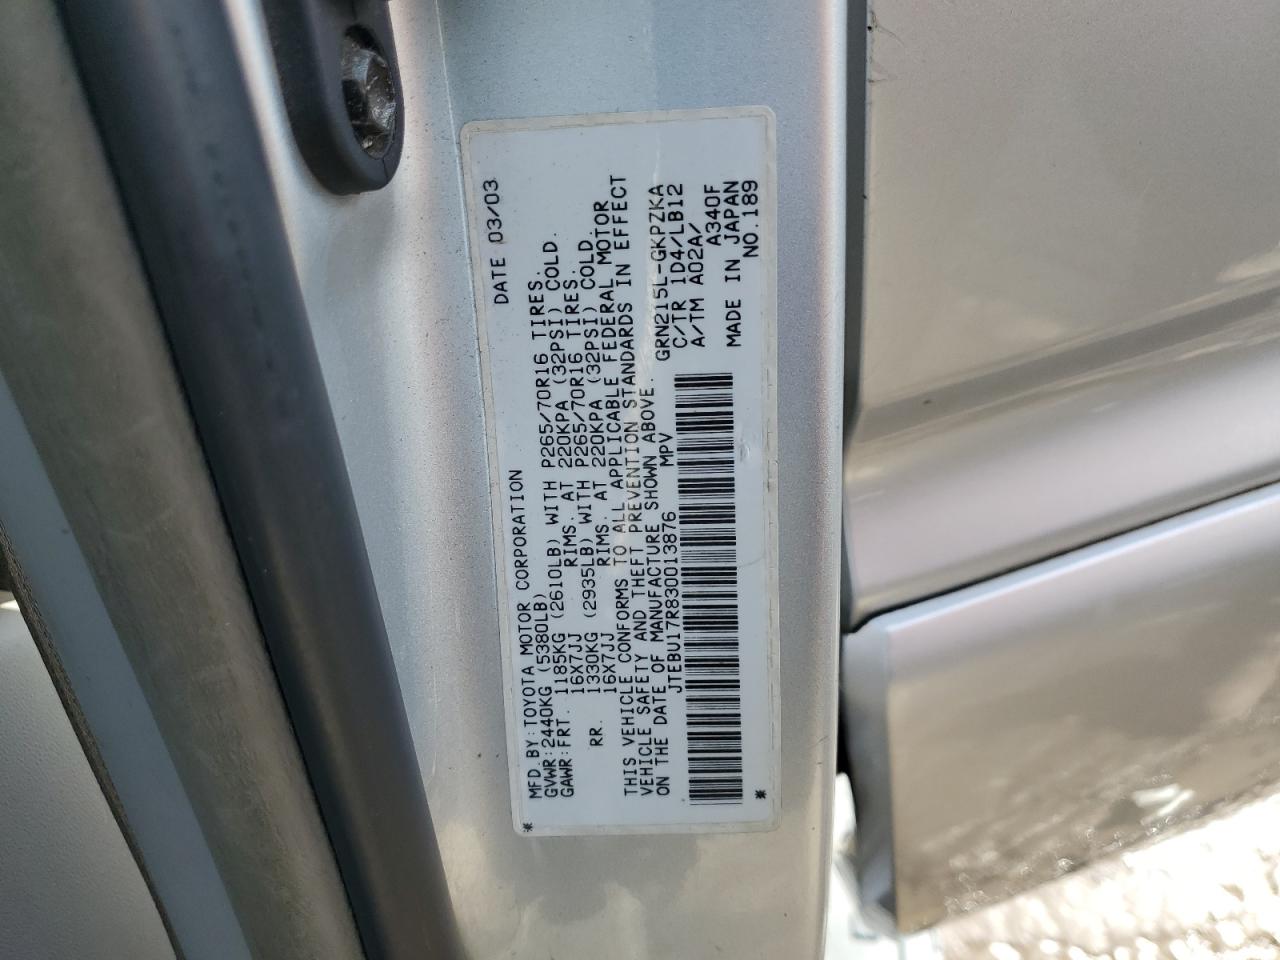 DATE 03/03
MFD BY:TOYOTA MOTOR CORPORATION
GVWR:2440KG (5380LB)
GAWR:FRT. 1185KG (2610LB) WITH P265/70R16 TIRES.
16X7JJ RIMS. AT 220KPA (32PSI) COLD.
RR. 1330KG (2935LB) WITH P265/70R16 TIRES.
16X7JJ RIMS. AT 220KPA (32PSI) COLD.
THIS VEHICLE CONFORMS TO ALL APPLICABLE FEDERAL MOTOR
VEHICLE SAFETY AND THEFT PREVENTION STANDARDS IN EFFECT
ON THE DATE OF MANUFACTURE SHOWN ABOVE.
JTEBU17R830013876 MPV
GRN215L-GKPZKA
C/TR 1D4/LB12
A/TM A02A/
A340F
MADE IN JAPAN
* NO.189 *